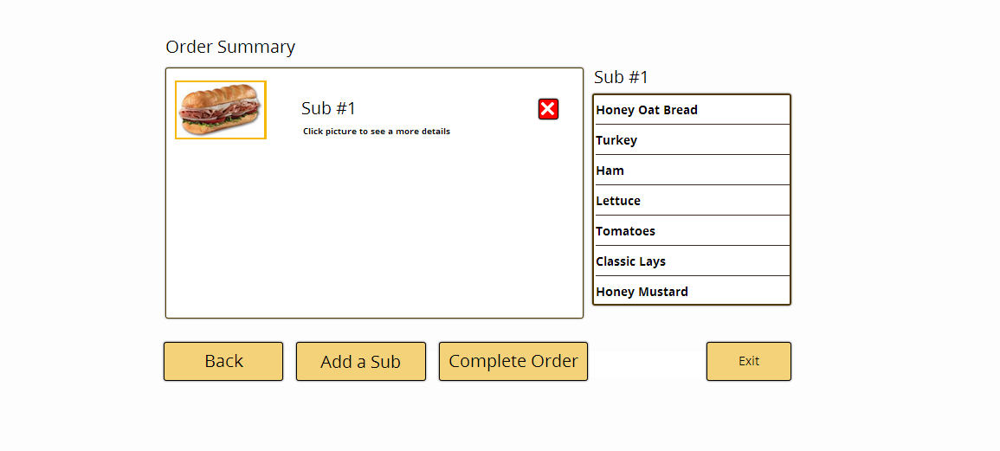 Order Summary
Sub #1
Click picture to see a more details
Sub #1
Honey Oat Bread
Turkey
Ham
Lettuce
Tomatoes
Classic Lays
Honey Mustard
Back
Add a Sub
Complete Order
Exit